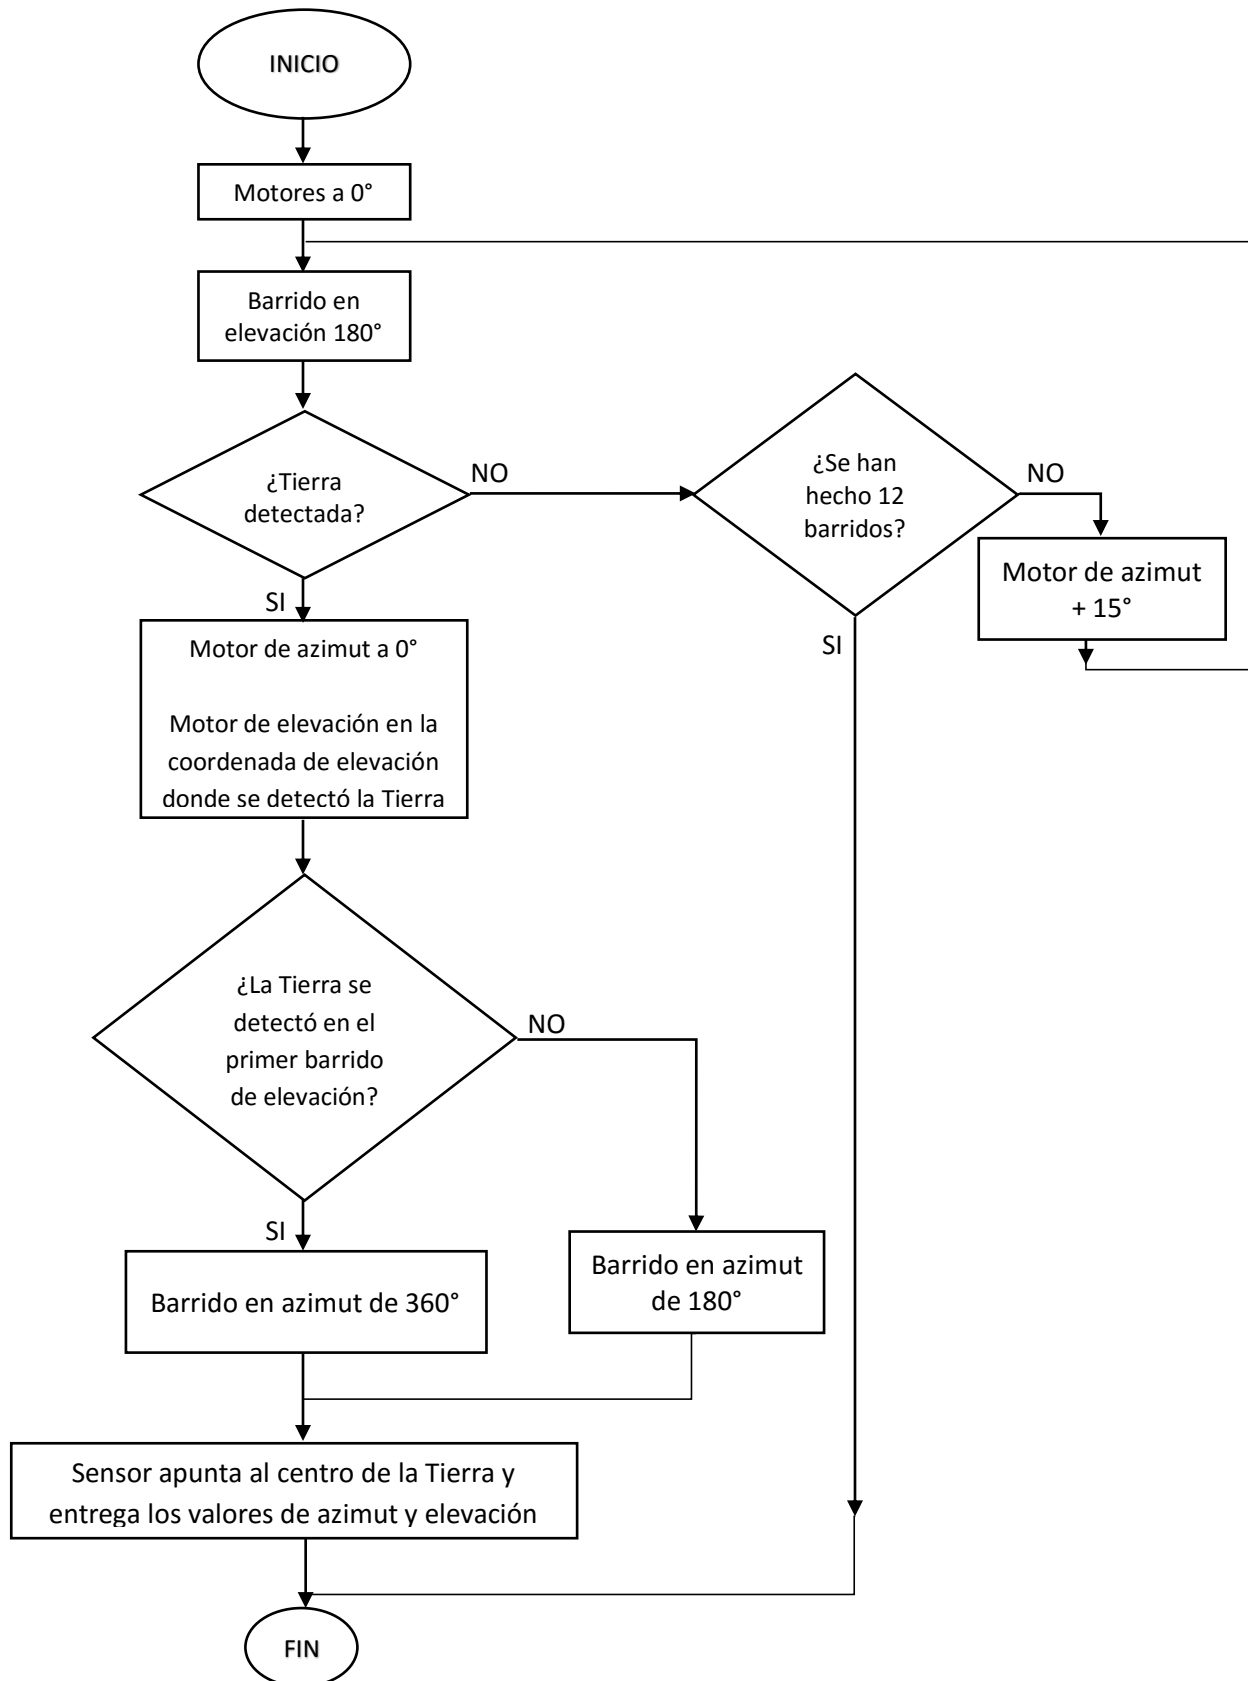 INICIO
Motores a 0°
Barrido en
elevación 180°
¿Tierra
detectada?
NO
¿Se han
hecho 12
barridos?
NO
Motor de azimut
+ 15°
SI
SI
Motor de azimut a 0°
Motor de elevación en la
coordenada de elevación
donde se detectó la Tierra
¿La Tierra se
detectó en el
primer barrido
de elevación?
NO
SI
Barrido en azimut de 360°
Barrido en azimut
de 180°
Sensor apunta al centro de la Tierra y
entrega los valores de azimut y elevación
FIN